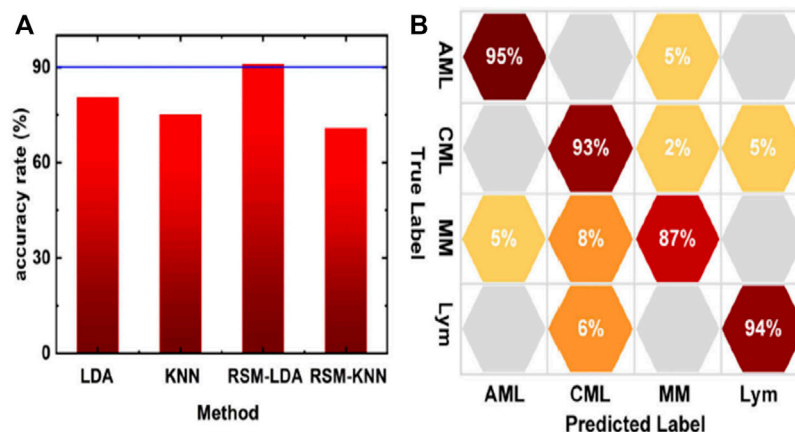 A
accuracy rate (%)
90
60
30
0
LDA KNN RSM-LDA RSM-KNN
Method
B
True Label
AML 95% 5%
CML 93% 2% 5%
MM 5% 8% 87%
Lym 6% 94%
AML CML MM Lym
Predicted Label